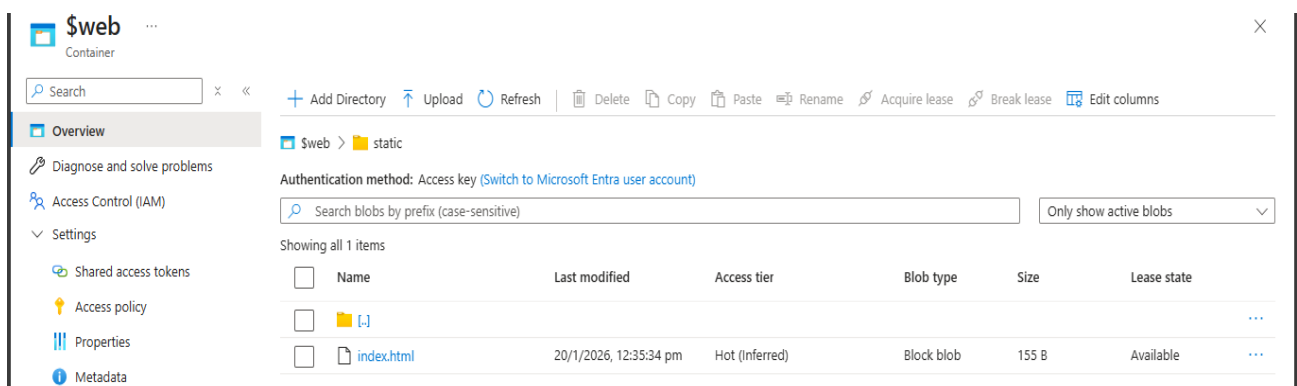 $web ...
Container
Search
+ Add Directory Upload Refresh Delete Copy Paste Rename Acquire lease Break lease Edit columns
Overview
Diagnose and solve problems
Access Control (IAM)
Settings
Shared access tokens
Access policy
Properties
Metadata
$web > static
Authentication method: Access key (Switch to Microsoft Entra user account)
Search blobs by prefix (case-sensitive) Only show active blobs
Showing all 1 items
Name Last modified Access tier Blob type Size Lease state
[..] ...
index.html 20/1/2026, 12:35:34 pm Hot (Inferred) Block blob 155 B Available ...